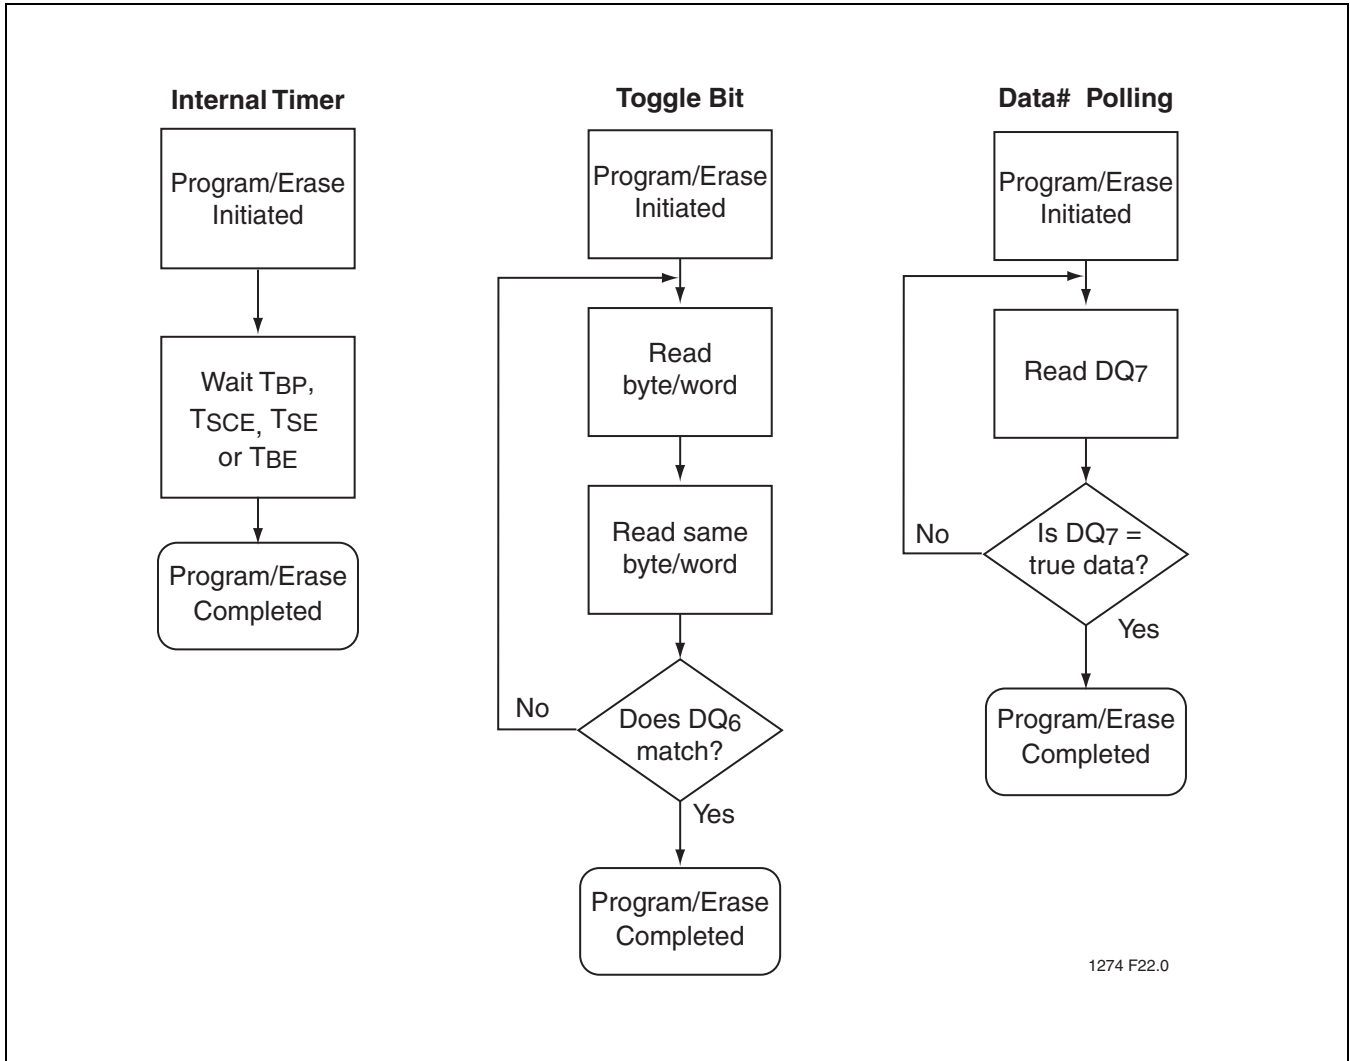 Internal Timer
Program/Erase
Initiated
Wait TBP,
TSCE, TSE
or TBE
Program/Erase
Completed
Toggle Bit
Program/Erase
Initiated
Read
byte/word
Read same
byte/word
Does DQ6
match?
No
Yes
Program/Erase
Completed
Data# Polling
Program/Erase
Initiated
Read DQ7
Is DQ7 =
true data?
No
Yes
Program/Erase
Completed
1274 F22.0